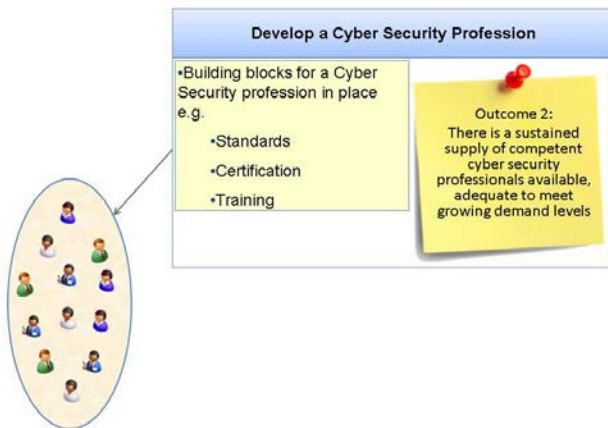 Develop a Cyber Security Profession
•Building blocks for a Cyber
Security profession in place
e.g.
•Standards
•Certification
•Training
Outcome 2:
There is a sustained
supply of competent
cyber security
professionals available,
adequate to meet
growing demand levels